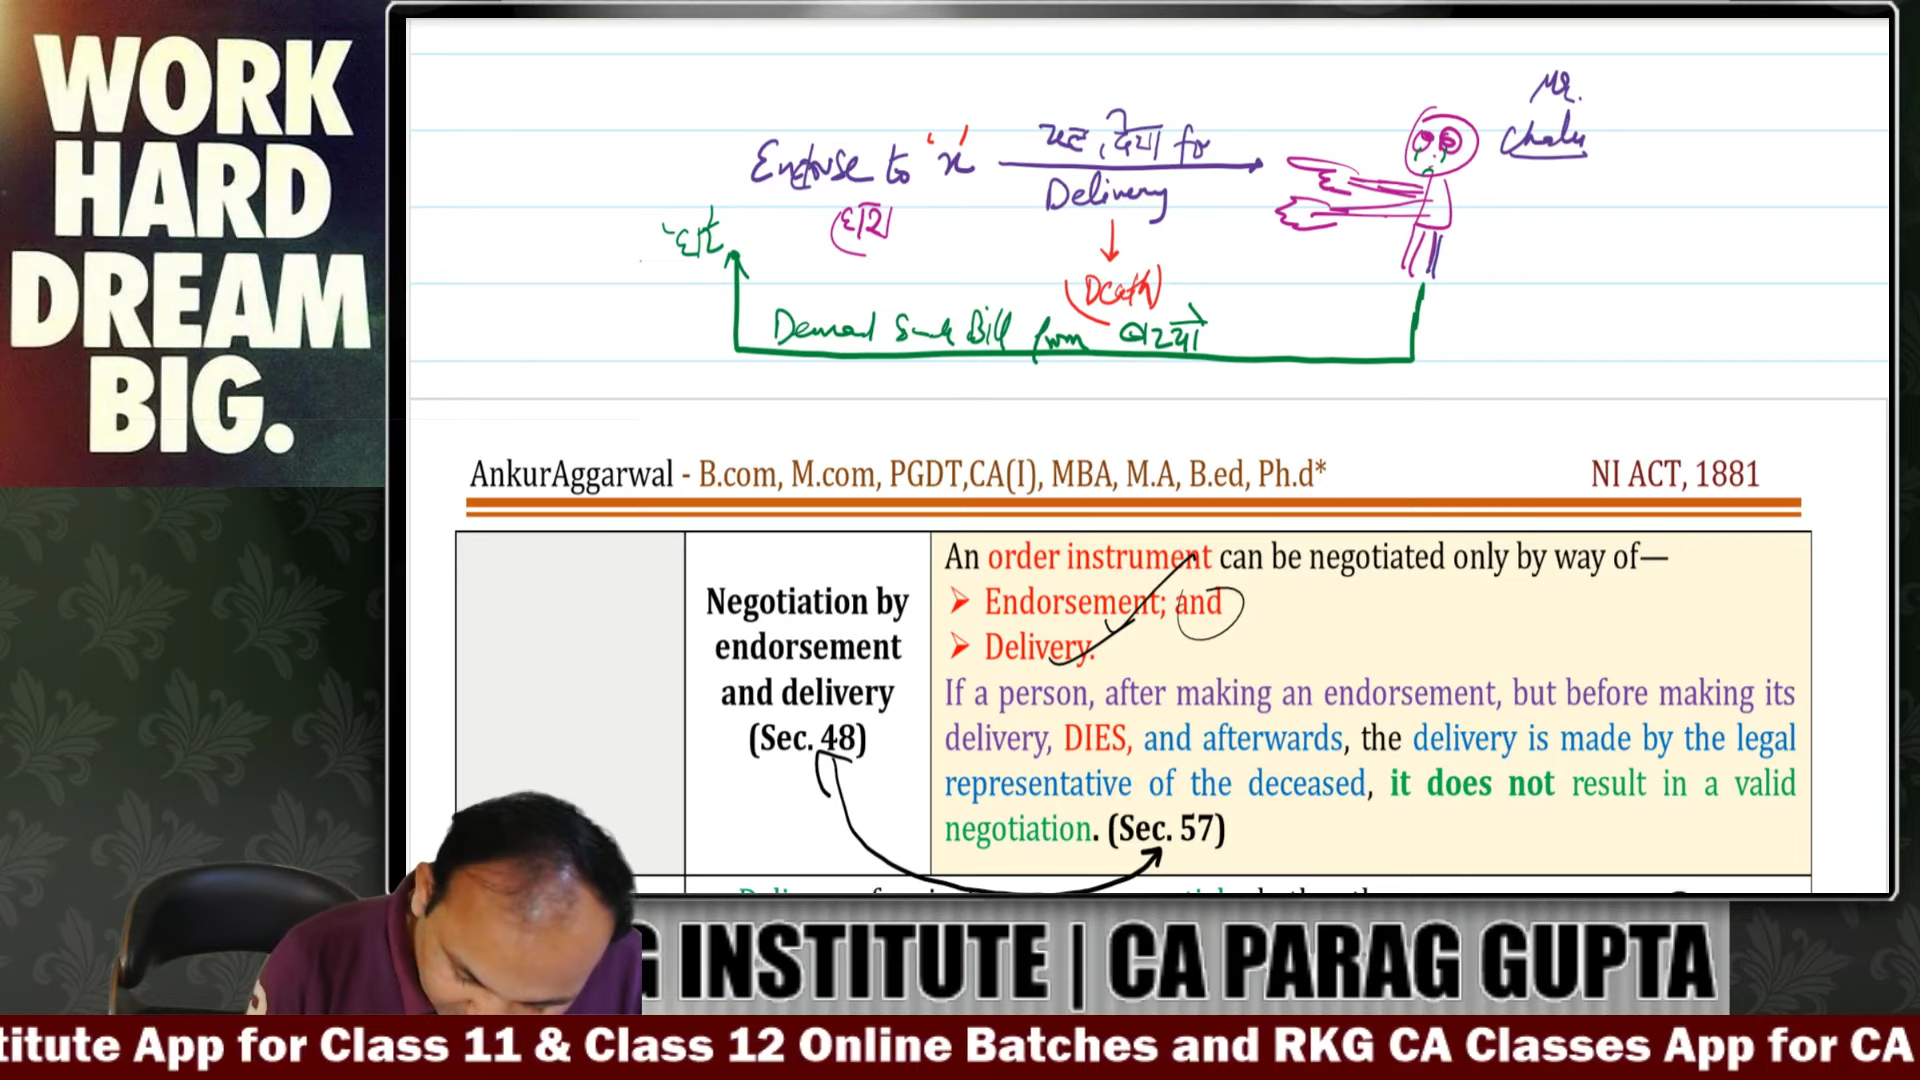 WORK
HARD
DREAM
BIG.
Mr.
Endorse to 'x'
for
Delivery
Death
Demand Bill from
AnkurAggarwal - B.com, M.com, PGDT,CA(I), MBA, M.A, B.ed, Ph.d*
NI ACT, 1881
Negotiation by
endorsement
and delivery
(Sec. 48)
An order instrument can be negotiated only by way of—
➢ Endorsement; and
➢ Delivery.
If a person, after making an endorsement, but before making its
delivery, DIES, and afterwards, the delivery is made by the legal
representative of the deceased, it does not result in a valid
negotiation. (Sec. 57)
G INSTITUTE | CA PARAG GUPTA
titute App for Class 11 & Class 12 Online Batches and RKG CA Classes App for CA